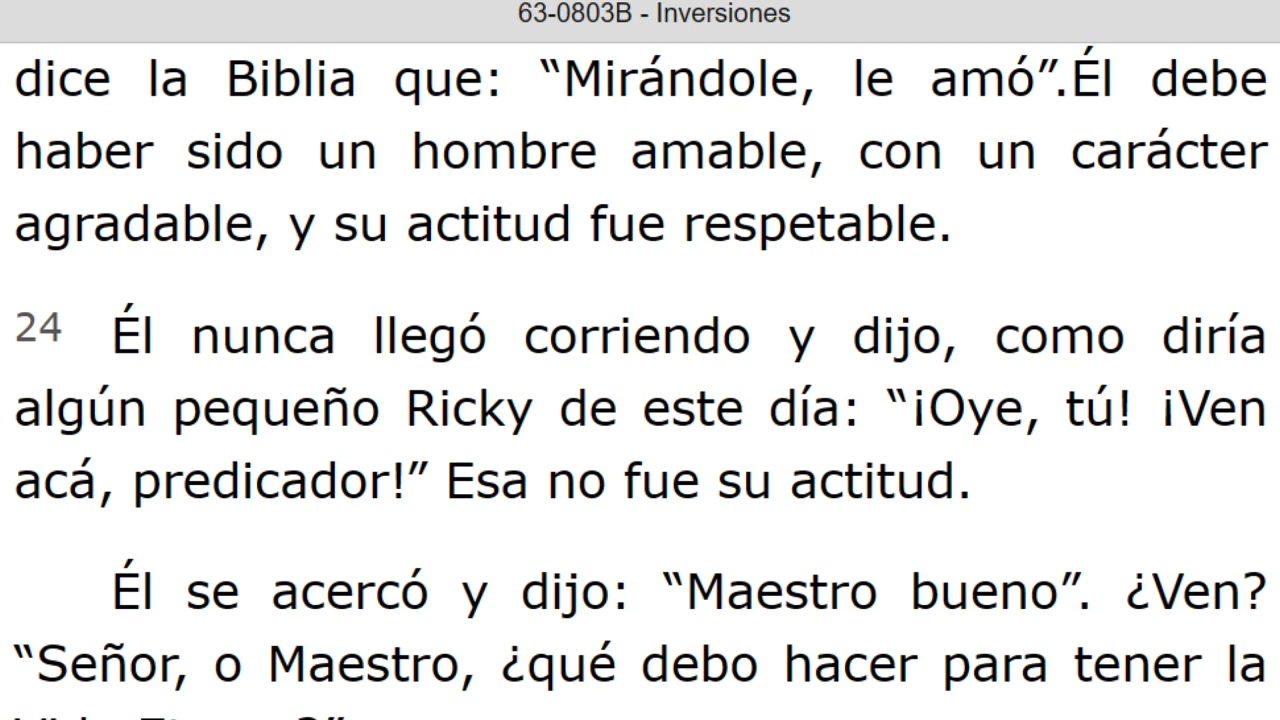 63-0803B - Inversiones
dice la Biblia que: “Mirándole, le amó”.Él debe
haber sido un hombre amable, con un carácter
agradable, y su actitud fue respetable.
24 Él nunca llegó corriendo y dijo, como diría
algún pequeño Ricky de este día: “¡Oye, tú! ¡Ven
acá, predicador!” Esa no fue su actitud.
Él se acercó y dijo: “Maestro bueno”. ¿Ven?
“Señor, o Maestro, ¿qué debo hacer para tener la